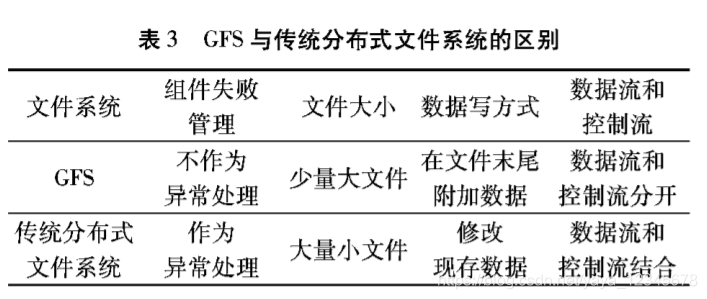 表 3 GFS 与传统分布式文件系统的区别
文件系统 组件失败管理 文件大小 数据写方式 数据流和控制流
GFS 不作为异常处理 少量大文件 在文件末尾附加数据 数据流和控制流分开
传统分布式文件系统 作为异常处理 大量小文件 修改现存数据 数据流和控制流结合